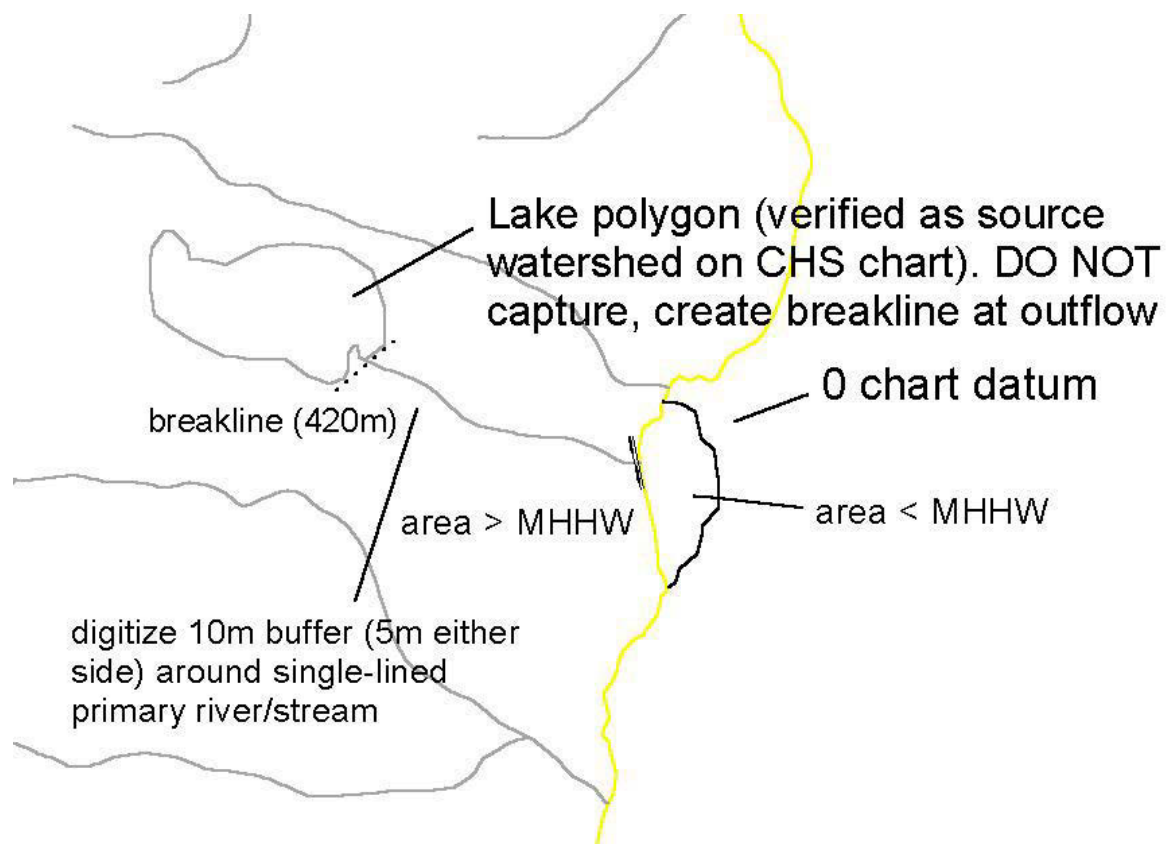 Lake polygon (verified as source
watershed on CHS chart). DO NOT
capture, create breakline at outflow
0 chart datum
breakline (420m)
area > MHHW
area < MHHW
digitize 10m buffer (5m either
side) around single-lined
primary river/stream